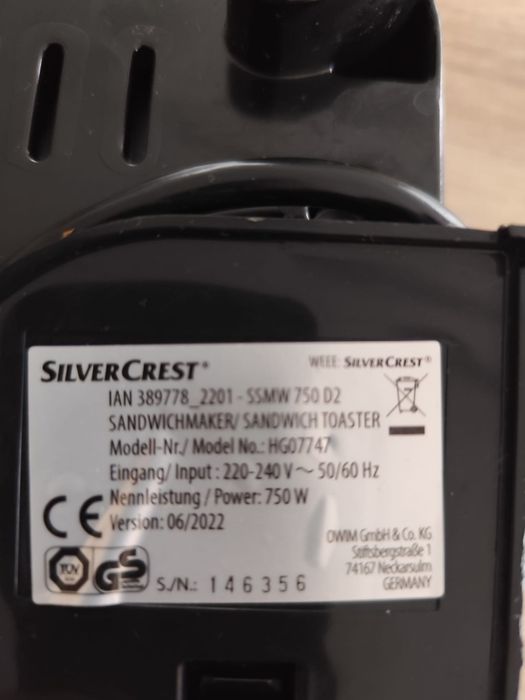 SILVERCREST®
WEEE: SILVERCREST®
IAN 389778_2201 - SSMW 750 D2
SANDWICHMAKER/ SANDWICH TOASTER
Modell-Nr./ Model No.: HG07747
Eingang/ Input : 220-240 V ~ 50/60 Hz
Nennleistung / Power: 750 W
Version: 06/2022
CE
OWIM GmbH & Co. KG
Stiftsbergstraße 1
74167 Neckarsulm
GERMANY
TÜV
GS
S./N.: 146356